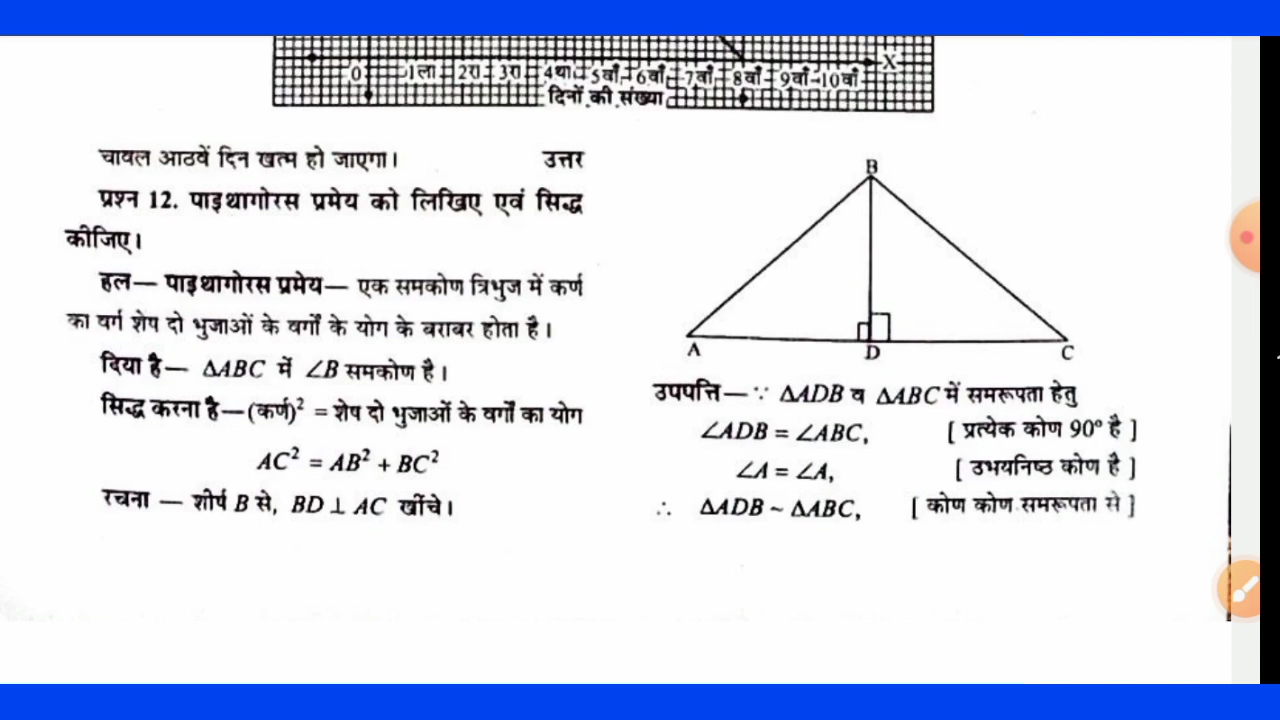 0 1ला 2रा 3रा 4था 5वाँ 6वाँ 7वाँ 8वाँ 9वाँ 10वाँ X
दिनों की संख्या
चावल आठवें दिन खत्म हो जाएगा। उत्तर
प्रश्न 12. पाइथागोरस प्रमेय को लिखिए एवं सिद्ध
कीजिए।
हल— पाइथागोरस प्रमेय— एक समकोण त्रिभुज में कर्ण
का वर्ग शेष दो भुजाओं के वर्गों के योग के बराबर होता है।
दिया है— ΔABC में ∠B समकोण है।
सिद्ध करना है—(कर्ण)² = शेष दो भुजाओं के वर्गों का योग
AC² = AB² + BC²
रचना — शीर्ष B से, BD ⊥ AC खींचे।
B
A D C
उपपत्ति—∵ ΔADB व ΔABC में समरूपता हेतु
∠ADB = ∠ABC, [ प्रत्येक कोण 90° है ]
∠A = ∠A, [ उभयनिष्ठ कोण है ]
∴ ΔADB ~ ΔABC, [ कोण कोण समरूपता से ]